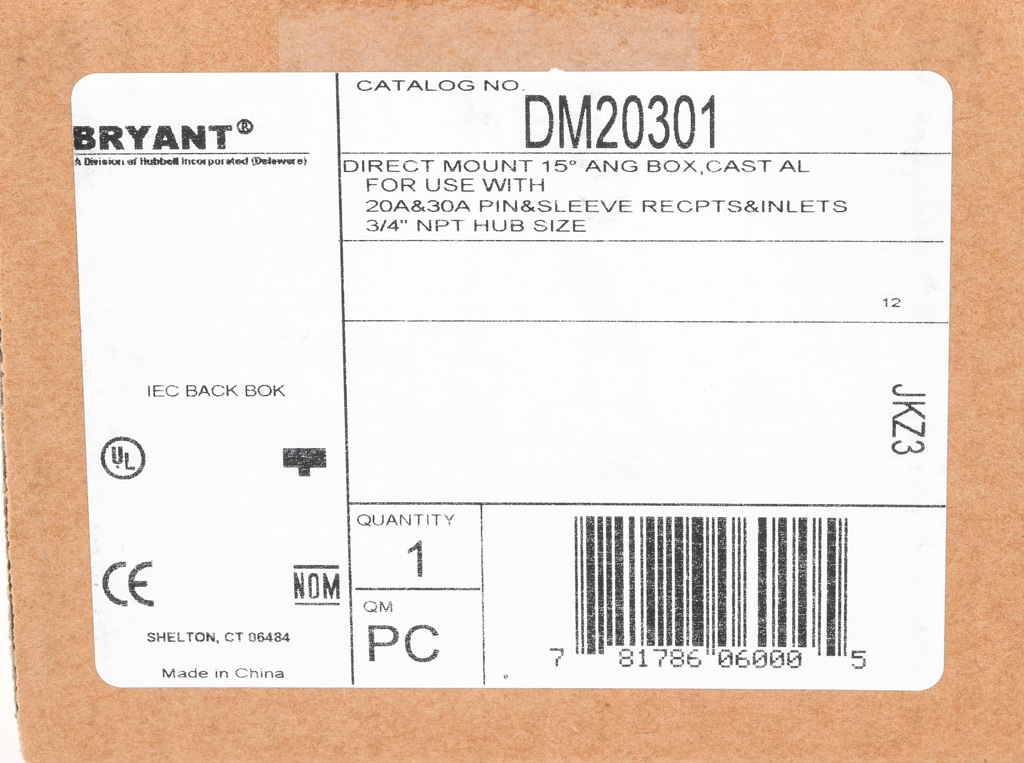 BRYANT®
A Division of Hubbell Incorporated (Delaware)
CATALOG NO.
DM20301
DIRECT MOUNT 15° ANG BOX,CAST AL
FOR USE WITH
20A&30A PIN&SLEEVE RECPTS&INLETS
3/4" NPT HUB SIZE
12
IEC BACK BOK
JKZ3
UL
CE
NOM
SHELTON, CT 06484
Made in China
QUANTITY
1
QM
PC
7 81786 06000 5